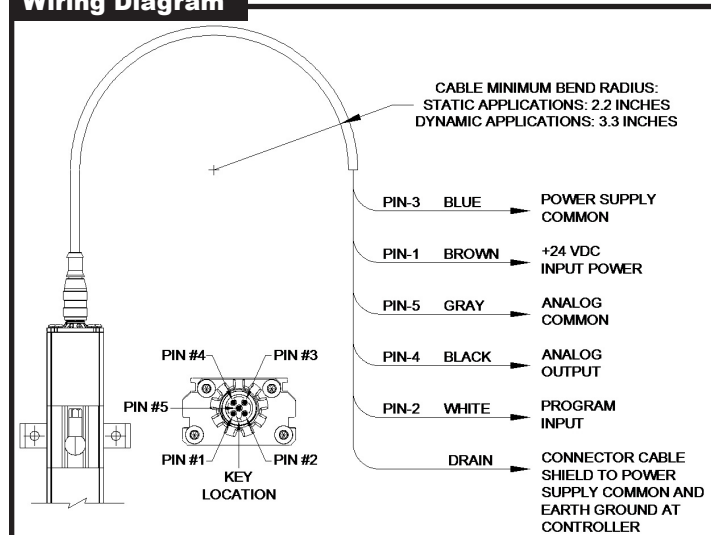 Wiring Diagram
CABLE MINIMUM BEND RADIUS:
STATIC APPLICATIONS: 2.2 INCHES
DYNAMIC APPLICATIONS: 3.3 INCHES
PIN-3 BLUE POWER SUPPLY
COMMON
PIN-1 BROWN +24 VDC
INPUT POWER
PIN-5 GRAY ANALOG
COMMON
PIN-4 BLACK ANALOG
OUTPUT
PIN-2 WHITE PROGRAM
INPUT
DRAIN CONNECTOR CABLE
SHIELD TO POWER
SUPPLY COMMON AND
EARTH GROUND AT
CONTROLLER
PIN #4 PIN #3
PIN #5
PIN #1 PIN #2
KEY
LOCATION